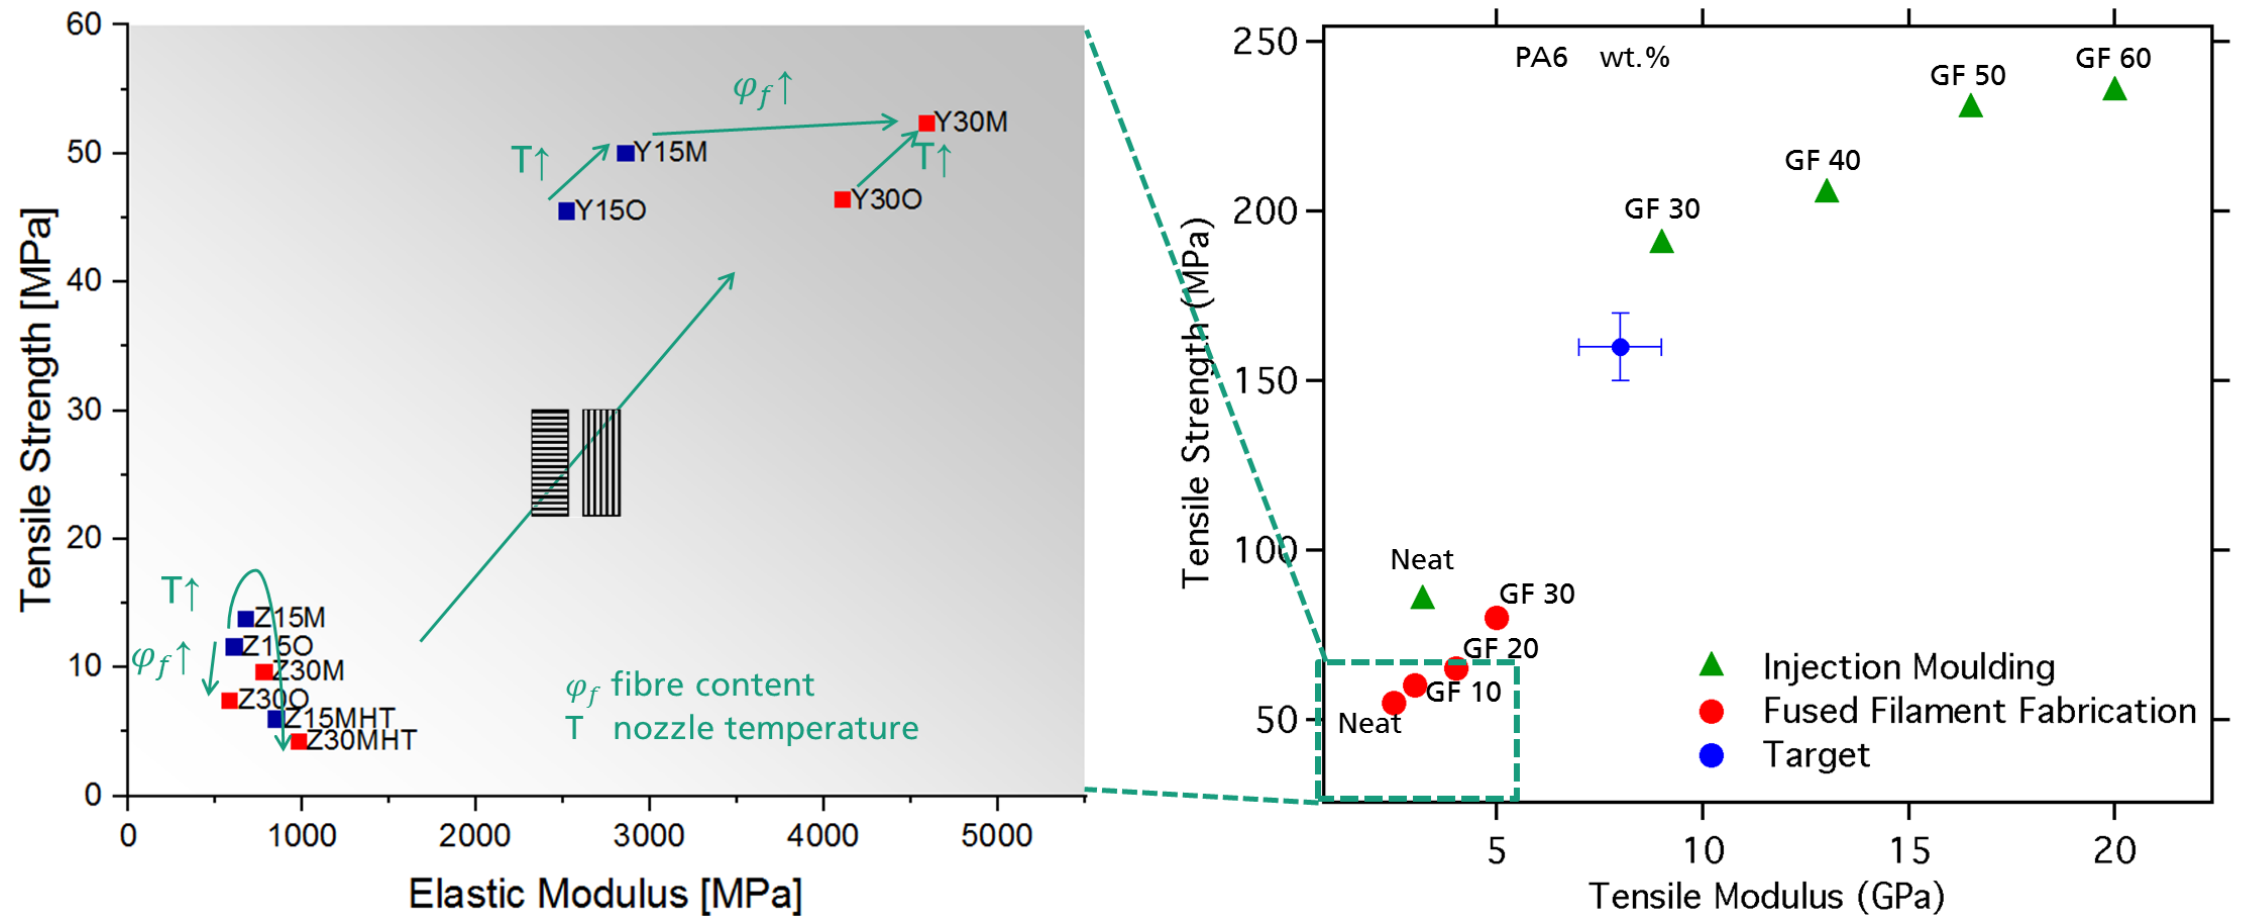 60
50
40
30
20
10
0
0
1000
2000
3000
4000
5000
Tensile Strength [MPa]
Elastic Modulus [MPa]
φf↑
T↑
Y15M
Y15O
Y30M
T↑
Y30O
T↑
φf↑
Z15M
Z15O
Z30M
Z30O
Z15MHT
Z30MHT
φf fibre content
T nozzle temperature
250
200
150
100
50
5
10
15
20
Tensile Strength (MPa)
Tensile Modulus (GPa)
PA6 wt.%
GF 60
GF 50
GF 40
GF 30
Neat
GF 30
GF 20
GF 10
Neat
Injection Moulding
Fused Filament Fabrication
Target